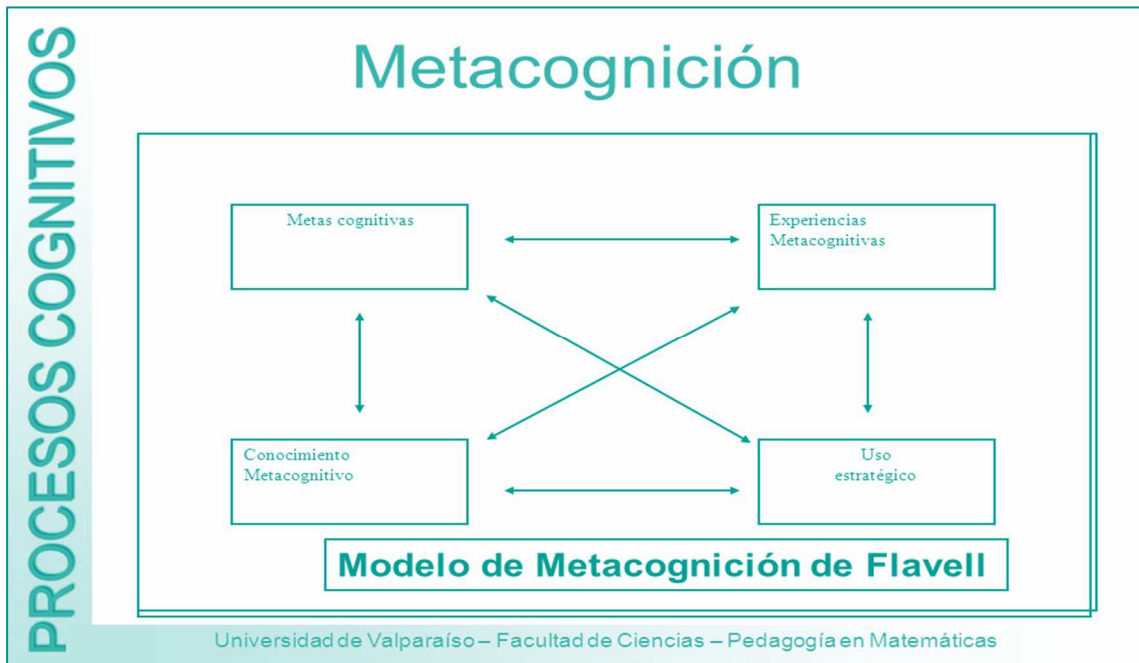 PROCESOS COGNITIVOS
Metacognición
Metas cognitivas
Experiencias
Metacognitivas
Conocimiento
Metacognitivo
Uso
estratégico
Modelo de Metacognición de Flavell
Universidad de Valparaíso – Facultad de Ciencias – Pedagogía en Matemáticas